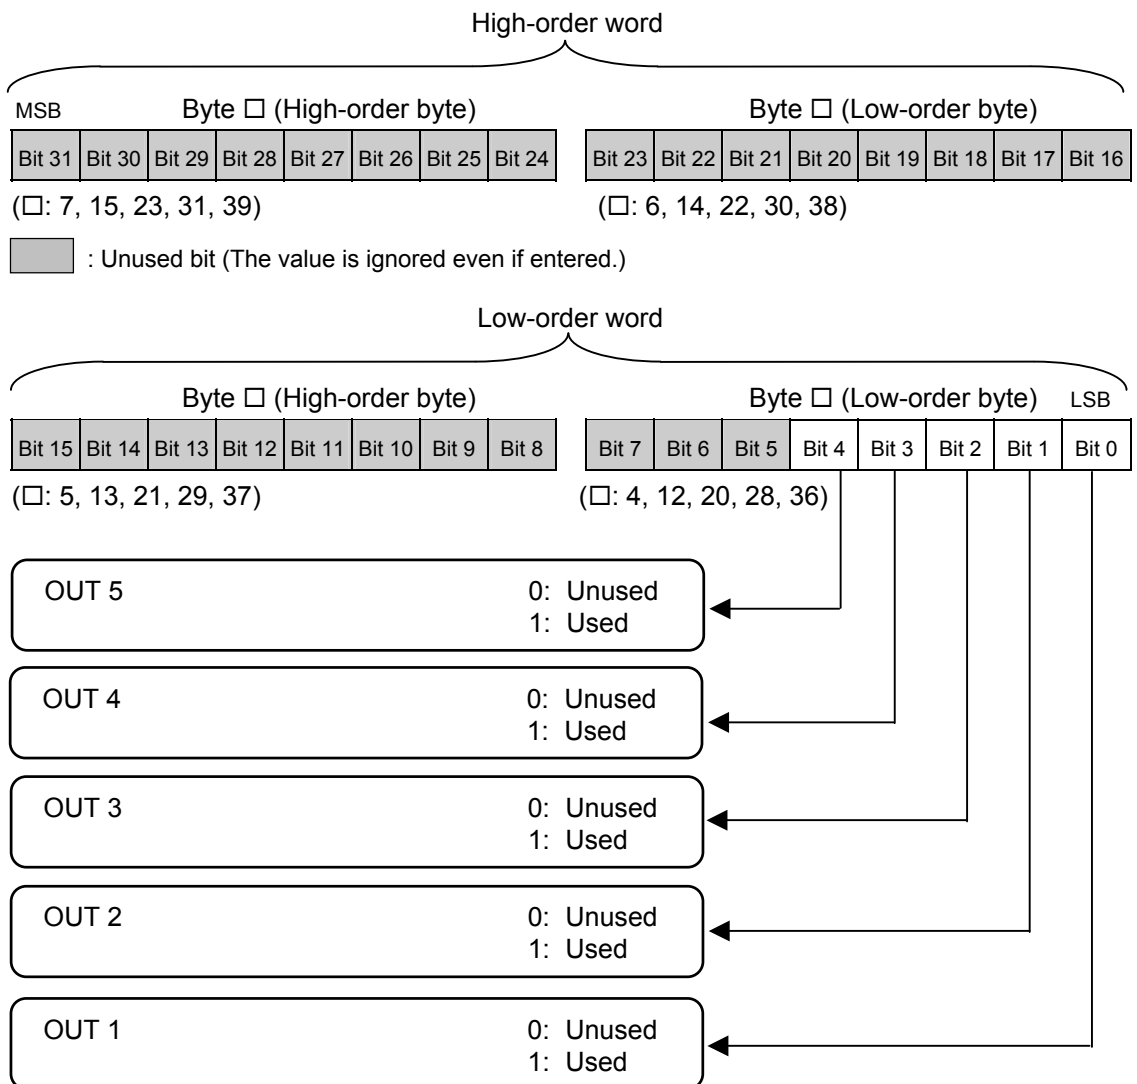 High-order word
MSB Byte □ (High-order byte) Byte □ (Low-order byte)
Bit 31 Bit 30 Bit 29 Bit 28 Bit 27 Bit 26 Bit 25 Bit 24 Bit 23 Bit 22 Bit 21 Bit 20 Bit 19 Bit 18 Bit 17 Bit 16
(□: 7, 15, 23, 31, 39) (□: 6, 14, 22, 30, 38)
: Unused bit (The value is ignored even if entered.)
Low-order word
Byte □ (High-order byte) Byte □ (Low-order byte) LSB
Bit 15 Bit 14 Bit 13 Bit 12 Bit 11 Bit 10 Bit 9 Bit 8 Bit 7 Bit 6 Bit 5 Bit 4 Bit 3 Bit 2 Bit 1 Bit 0
(□: 5, 13, 21, 29, 37) (□: 4, 12, 20, 28, 36)
OUT 5 0: Unused
1: Used
OUT 4 0: Unused
1: Used
OUT 3 0: Unused
1: Used
OUT 2 0: Unused
1: Used
OUT 1 0: Unused
1: Used